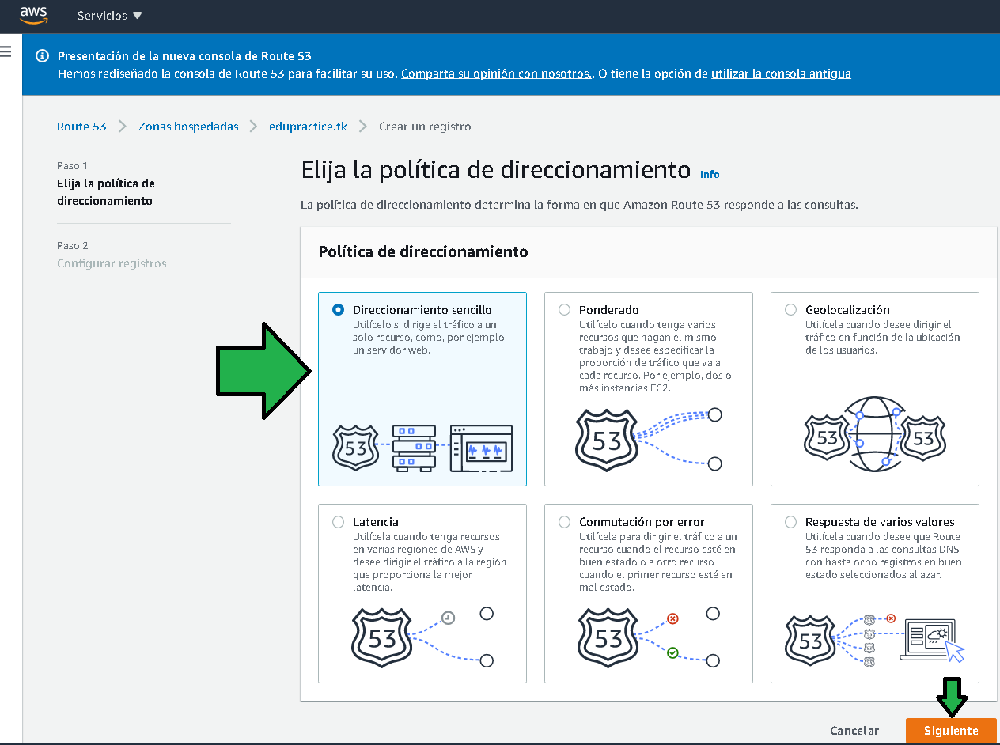 aws
Servicios
Presentación de la nueva consola de Route 53
Hemos rediseñado la consola de Route 53 para facilitar su uso. Comparta su opinión con nosotros.. O tiene la opción de utilizar la consola antigua
Route 53 > Zonas hospedadas > edupractice.tk > Crear un registro
Paso 1
Elija la política de
direccionamiento
Paso 2
Configurar registros
Elija la política de direccionamiento Info
La política de direccionamiento determina la forma en que Amazon Route 53 responde a las consultas.
Política de direccionamiento
Direccionamiento sencillo
Utilícelo si dirige el tráfico a un
solo recurso, como, por ejemplo,
un servidor web.
53
Ponderado
Utilícelo cuando tenga varios
recursos que hagan el mismo
trabajo y desee especificar la
proporción de tráfico que va a
cada recurso. Por ejemplo, dos o
más instancias EC2.
53
Geolocalización
Utilícela cuando desee dirigir el
tráfico en función de la ubicación
de los usuarios.
53
53
Latencia
Utilícela cuando tenga recursos
en varias regiones de AWS y
desee dirigir el tráfico a la región
que proporciona la mejor
latencia.
53
Conmutación por error
Utilícela para dirigir el tráfico a un
recurso cuando el recurso esté en
buen estado o a otro recurso
cuando el primer recurso esté en
mal estado.
53
Respuesta de varios valores
Utilícela cuando desee que Route
53 responda a las consultas DNS
con hasta ocho registros en buen
estado seleccionados al azar.
53
53
53
53
53
Cancelar
Siguiente